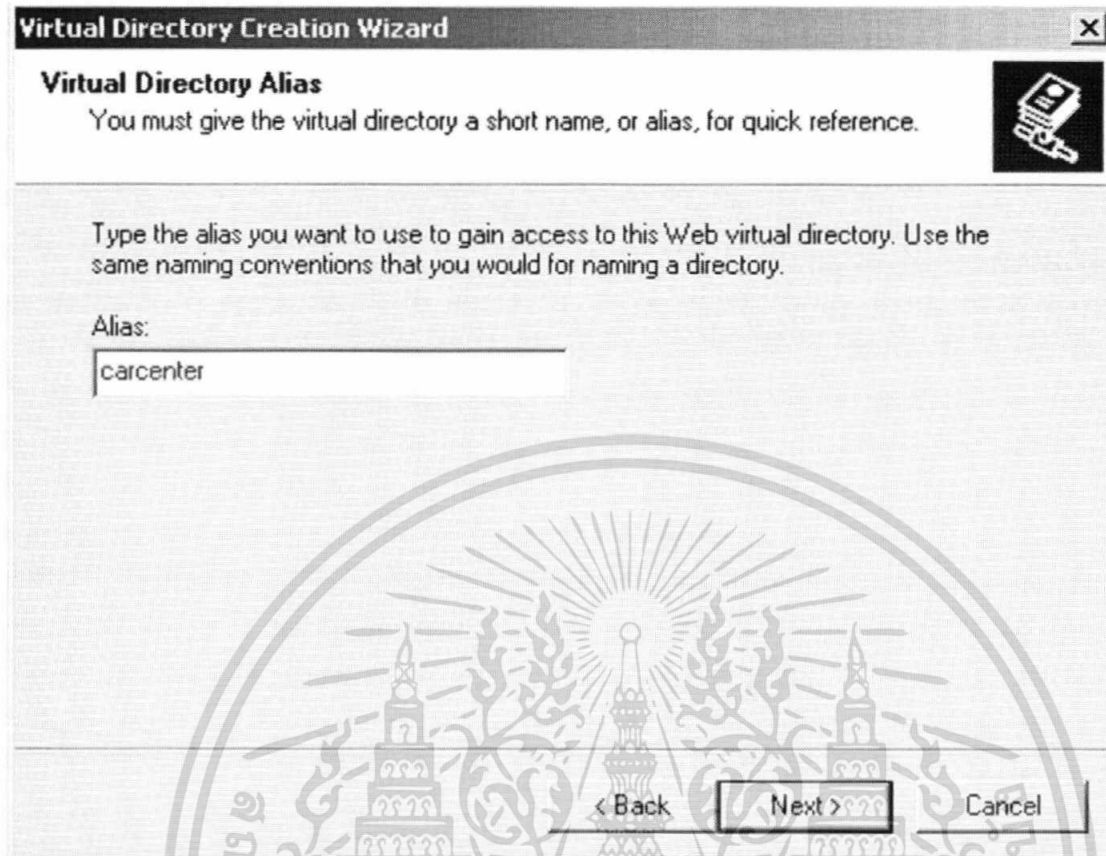 Virtual Directory Creation Wizard
Virtual Directory Alias
You must give the virtual directory a short name, or alias, for quick reference.
Type the alias you want to use to gain access to this Web virtual directory. Use the
same naming conventions that you would for naming a directory.
Alias:
carcenter
< Back
Next >
Cancel